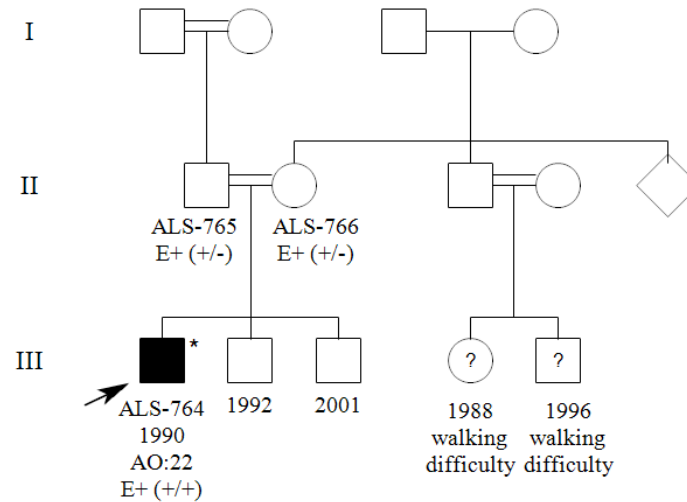 I
II
ALS-765
E+ (+/-)
ALS-766
E+ (+/-)
III
*
?
?
ALS-764
1990
AO:22
E+ (+/+)
1992
2001
1988
walking
difficulty
1996
walking
difficulty